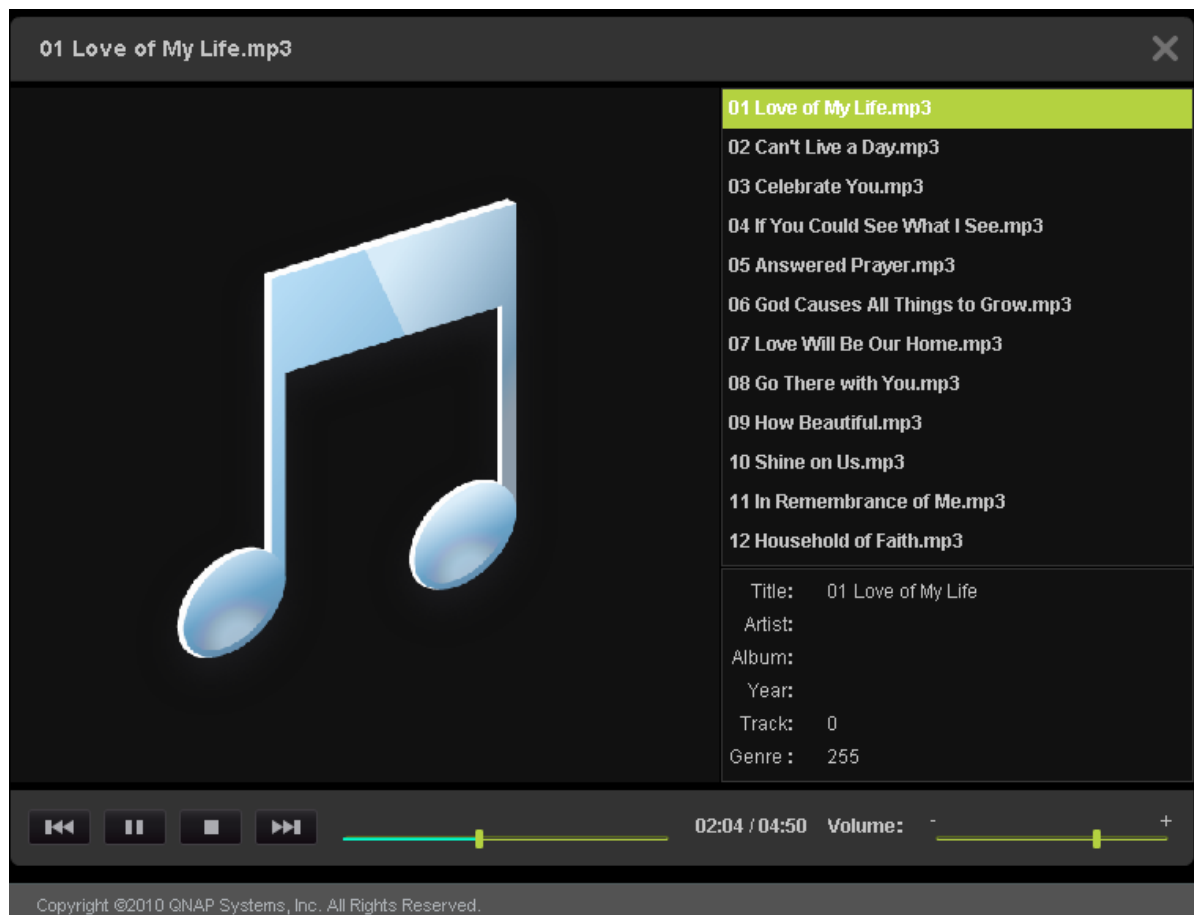 01 Love of My Life.mp3
01 Love of My Life.mp3
02 Can't Live a Day.mp3
03 Celebrate You.mp3
04 If You Could See What I See.mp3
05 Answered Prayer.mp3
06 God Causes All Things to Grow.mp3
07 Love Will Be Our Home.mp3
08 Go There with You.mp3
09 How Beautiful.mp3
10 Shine on Us.mp3
11 In Remembrance of Me.mp3
12 Household of Faith.mp3
Title: 01 Love of My Life
Artist:
Album:
Year:
Track: 0
Genre : 255
02:04 / 04:50 Volume: - +
Copyright ©2010 QNAP Systems, Inc. All Rights Reserved.